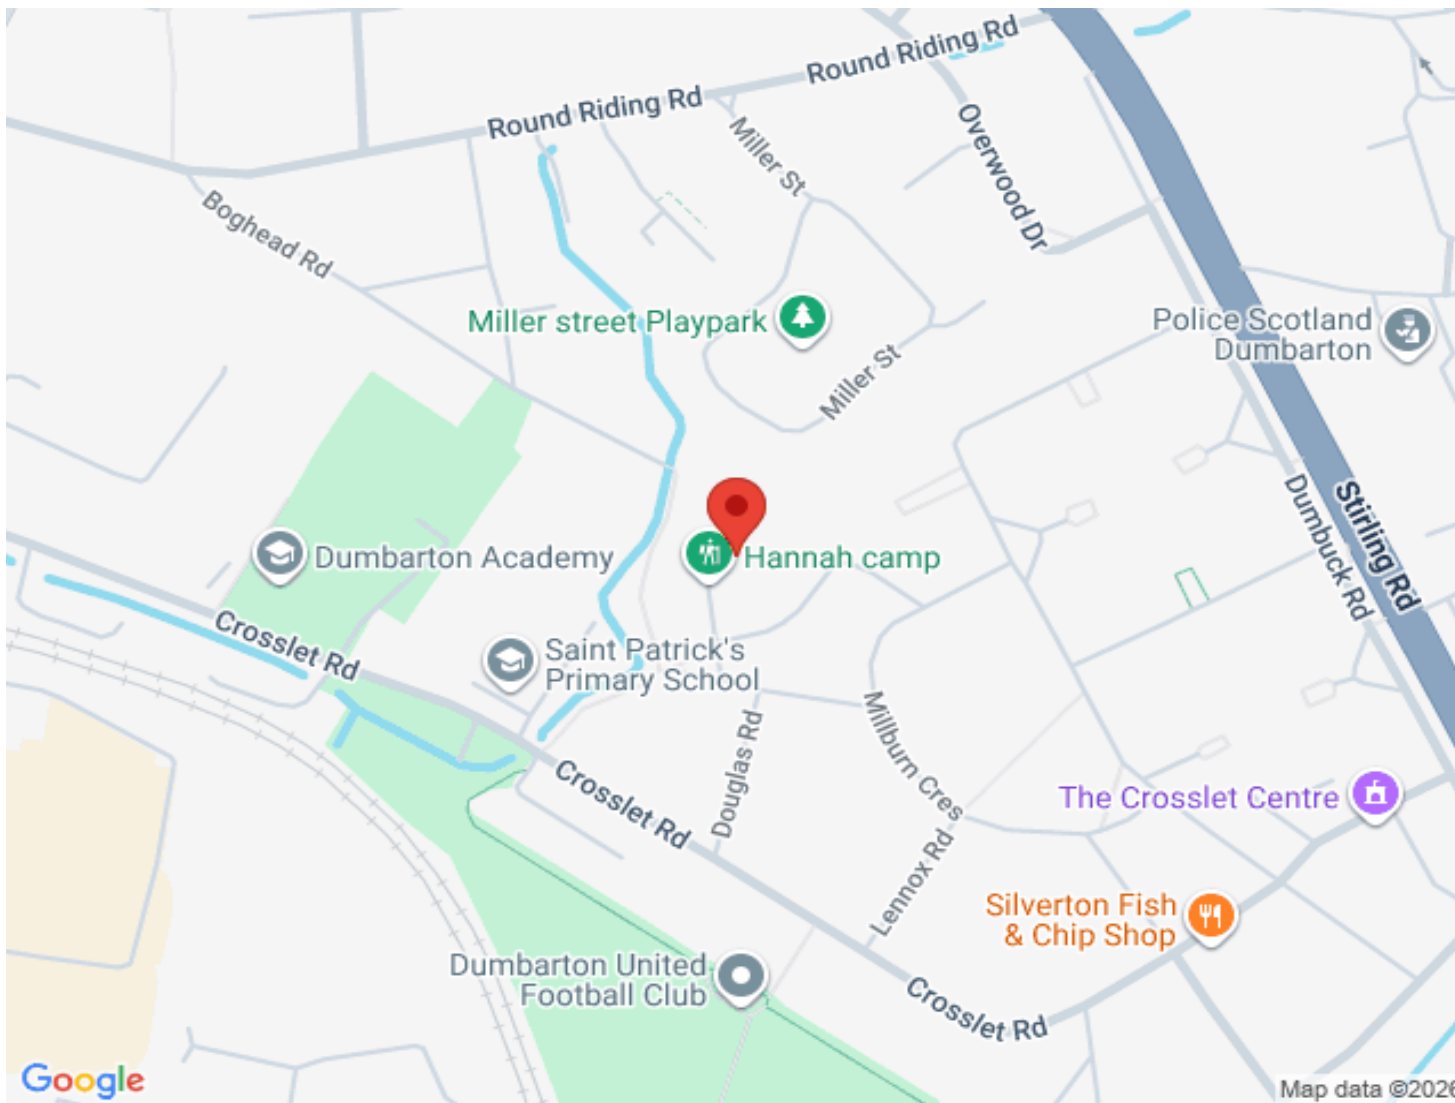 Round Riding Rd
Round Riding Rd
Miller St
Overwood Dr
Boghead Rd
Miller street Playpark
Police Scotland
Dumbarton
Miller St
Stirling Rd
Dumbuck Rd
Dumbarton Academy
Hannah camp
Crosslet Rd
Saint Patrick's
Primary School
Millburn Cres
Douglas Rd
Crosslet Rd
The Crosslet Centre
Lennox Rd
Silverton Fish
& Chip Shop
Dumbarton United
Football Club
Crosslet Rd
Google
Map data ©2026